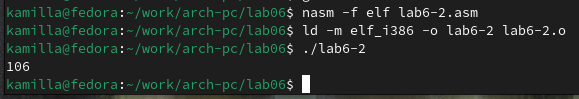 kamilla@fedora:~/work/arch-pc/lab06$ nasm -f elf lab6-2.asm
kamilla@fedora:~/work/arch-pc/lab06$ ld -m elf_i386 -o lab6-2 lab6-2.o
kamilla@fedora:~/work/arch-pc/lab06$ ./lab6-2
106
kamilla@fedora:~/work/arch-pc/lab06$